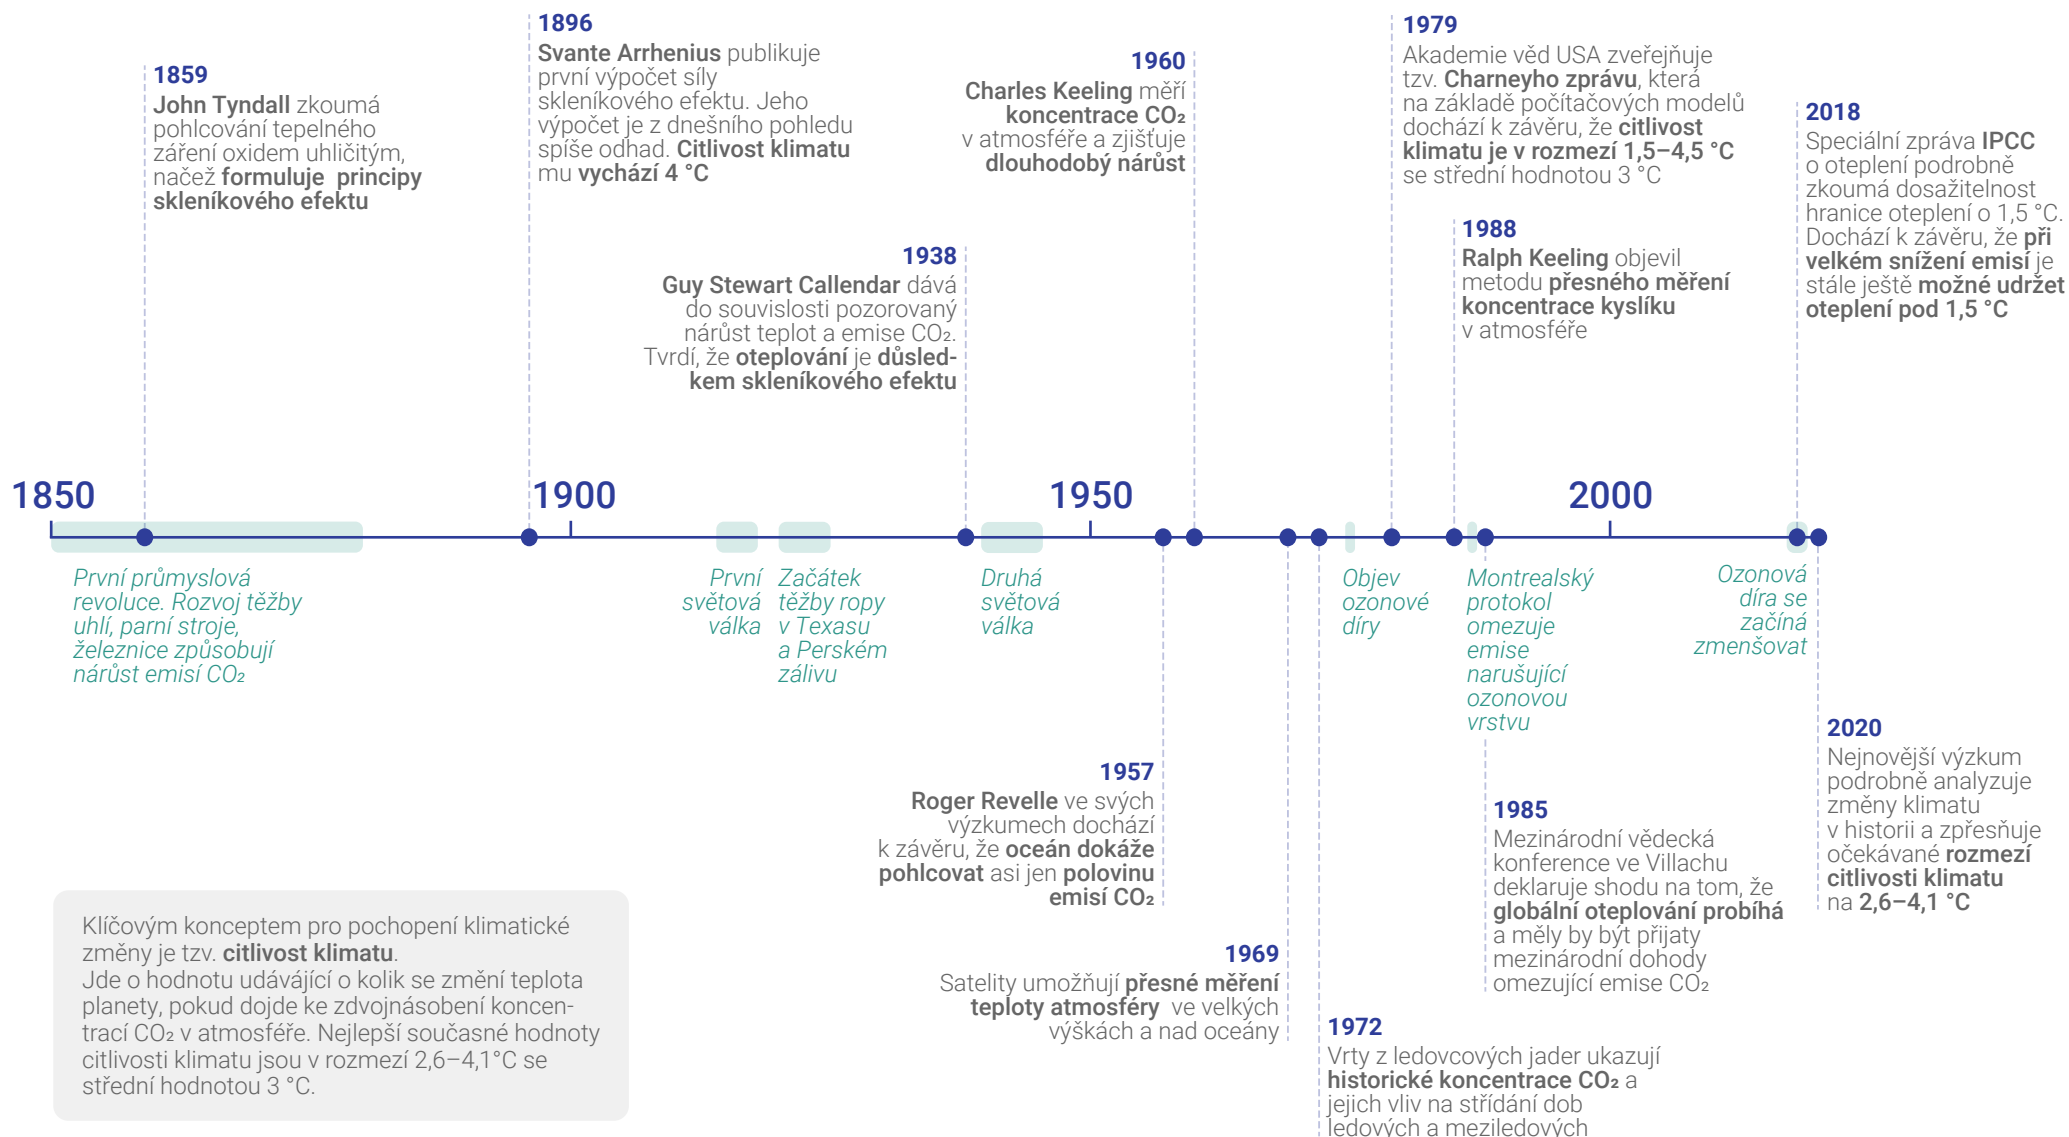 1859
John Tyndall zkoumá
pohlcování tepelného
záření oxidem uhličitým,
načež formuluje principy
skleníkového efektu
1896
Svante Arrhenius publikuje
první výpočet síly
skleníkového efektu. Jeho
výpočet je z dnešního pohledu
spíše odhad. Citlivost klimatu
mu vychází 4 °C
1938
Guy Stewart Callendar dává
do souvislosti pozorovaný
nárůst teplot a emise CO₂.
Tvrdí, že oteplování je důsled-
kem skleníkového efektu
1960
Charles Keeling měří
koncentrace CO₂
v atmosféře a zjišťuje
dlouhodobý nárůst
1979
Akademie věd USA zveřejňuje
tzv. Charneyho zprávu, která
na základě počítačových modelů
dochází k závěru, že citlivost
klimatu je v rozmezí 1,5–4,5 °C
se střední hodnotou 3 °C
1988
Ralph Keeling objevil
metodu přesného měření
koncentrace kyslíku
v atmosféře
2018
Speciální zpráva IPCC
o oteplení podrobně
zkoumá dosažitelnost
hranice oteplení o 1,5 °C.
Dochází k závěru, že při
velkém snížení emisí je
stále ještě možné udržet
oteplení pod 1,5 °C
1850
1900
1950
2000
První průmyslová
revoluce. Rozvoj těžby
uhlí, parní stroje,
železnice způsobují
nárůst emisí CO₂
První
světová
válka
Začátek
těžby ropy
v Texasu
a Perském
zálivu
Druhá
světová
válka
Objev
ozonové
díry
Montrealský
protokol
omezuje
emise
narušující
ozonovou
vrstvu
Ozonová
díra se
začíná
zmenšovat
1957
Roger Revelle ve svých
výzkumech dochází
k závěru, že oceán dokáže
pohlcovat asi jen polovinu
emisí CO₂
1969
Satelity umožňují přesné měření
teploty atmosféry ve velkých
výškách a nad oceány
1972
Vrty z ledovcových jader ukazují
historické koncentrace CO₂ a
jejich vliv na střídání dob
ledových a meziledových
1985
Mezinárodní vědecká
konference ve Villachu
deklaruje shodu na tom, že
globální oteplování probíhá
a měly by být přijaty
mezinárodní dohody
omezující emise CO₂
2020
Nejnovější výzkum
podrobně analyzuje
změny klimatu
v historii a zpřesňuje
očekávané rozmezí
citlivosti klimatu
na 2,6–4,1 °C
Klíčovým konceptem pro pochopení klimatické
změny je tzv. citlivost klimatu.
Jde o hodnotu udávájící o kolik se změní teplota
planety, pokud dojde ke zdvojnásobení koncen-
trací CO₂ v atmosféře. Nejlepší současné hodnoty
citlivosti klimatu jsou v rozmezí 2,6–4,1°C se
střední hodnotou 3 °C.